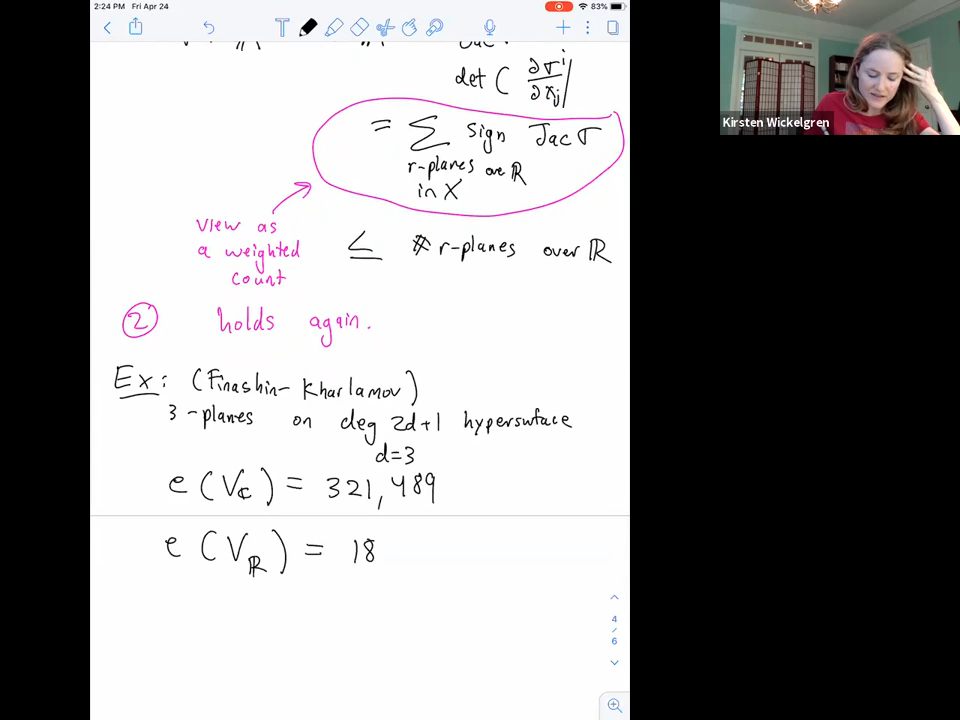 2:24 PM Fri Apr 24
83%
Kirsten Wickelgren
det ( ∂σ^i / ∂x_j |
= ∑ sign Jac σ
r-planes over ℝ
in X
view as
a weighted
count
≤ # r-planes over ℝ
② holds again.
Ex: (Finashin-Kharlamov)
3-planes on deg 2d+1 hypersurface
d=3
e(V_ℂ) = 321,489
e(V_ℝ) = 18
4
/
6